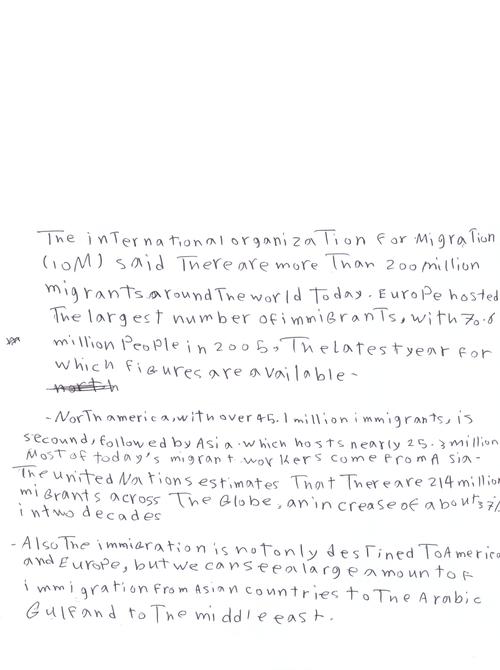 The international organization for Migration
(IOM) said There are more Than 200 million
migrants around The world Today. Europe hosted
The largest number of immigrants, with 70.6
million People in 2005, The latest year for
which figures are available-
north
-North america, with over 45.1 million immigrants, is
secound, followed by Asia. which hosts nearly 25.3 million
Most of today's migrant workers come from Asia-
The united Nations estimates That There are 214 million
migrants across The Globe, an increase of about 37%
in two decades
-Also The immigration is not only destined To America
and Europe, but we can see a large amount of
immigration from Asian countries to The Arabic
Gulf and to The middle east.